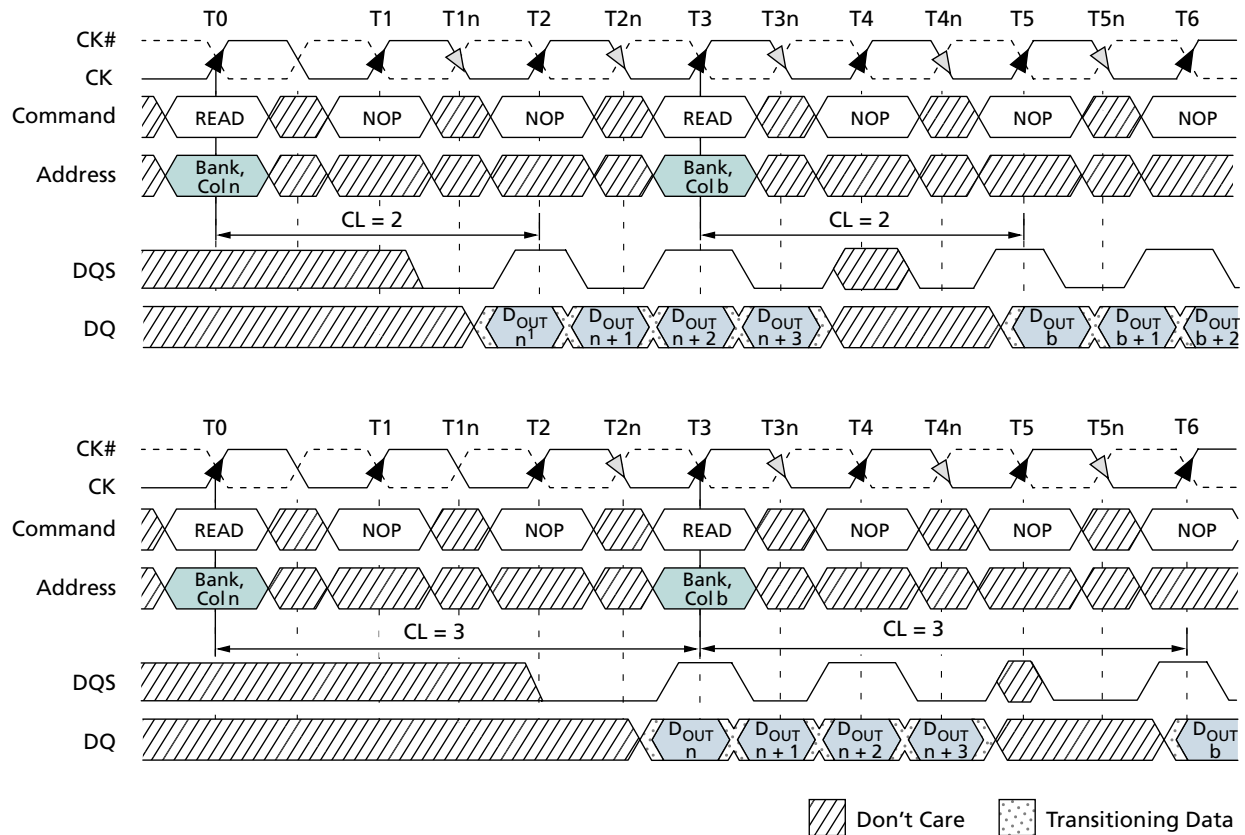 T0 T1 T1n T2 T2n T3 T3n T4 T4n T5 T5n T6
CK#
CK
Command READ NOP NOP READ NOP NOP NOP
Address Bank, Col n Bank, Col b
CL = 2 CL = 2
DQS
DQ DOUT n1 DOUT n + 1 DOUT n + 2 DOUT n + 3 DOUT b DOUT b + 1 DOUT b + 2
T0 T1 T1n T2 T2n T3 T3n T4 T4n T5 T5n T6
CK#
CK
Command READ NOP NOP READ NOP NOP NOP
Address Bank, Col n Bank, Col b
CL = 3 CL = 3
DQS
DQ DOUT n DOUT n + 1 DOUT n + 2 DOUT n + 3 DOUT b
Don't Care Transitioning Data